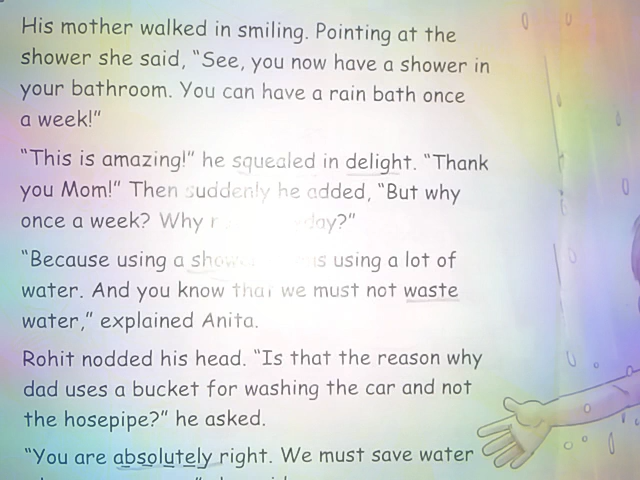 His mother walked in smiling. Pointing at the
shower she said, “See, you now have a shower in
your bathroom. You can have a rain bath once
a week!”
“This is amazing!” he squealed in delight. “Thank
you Mom!” Then suddenly he added, “But why
once a week? Why
“Because using a using a lot of
water. And you know that we must not waste
water,” explained Anita.
Rohit nodded his head. “Is that the reason why
dad uses a bucket for washing the car and not
the hosepipe?” he asked.
“You are absolutely right. We must save water